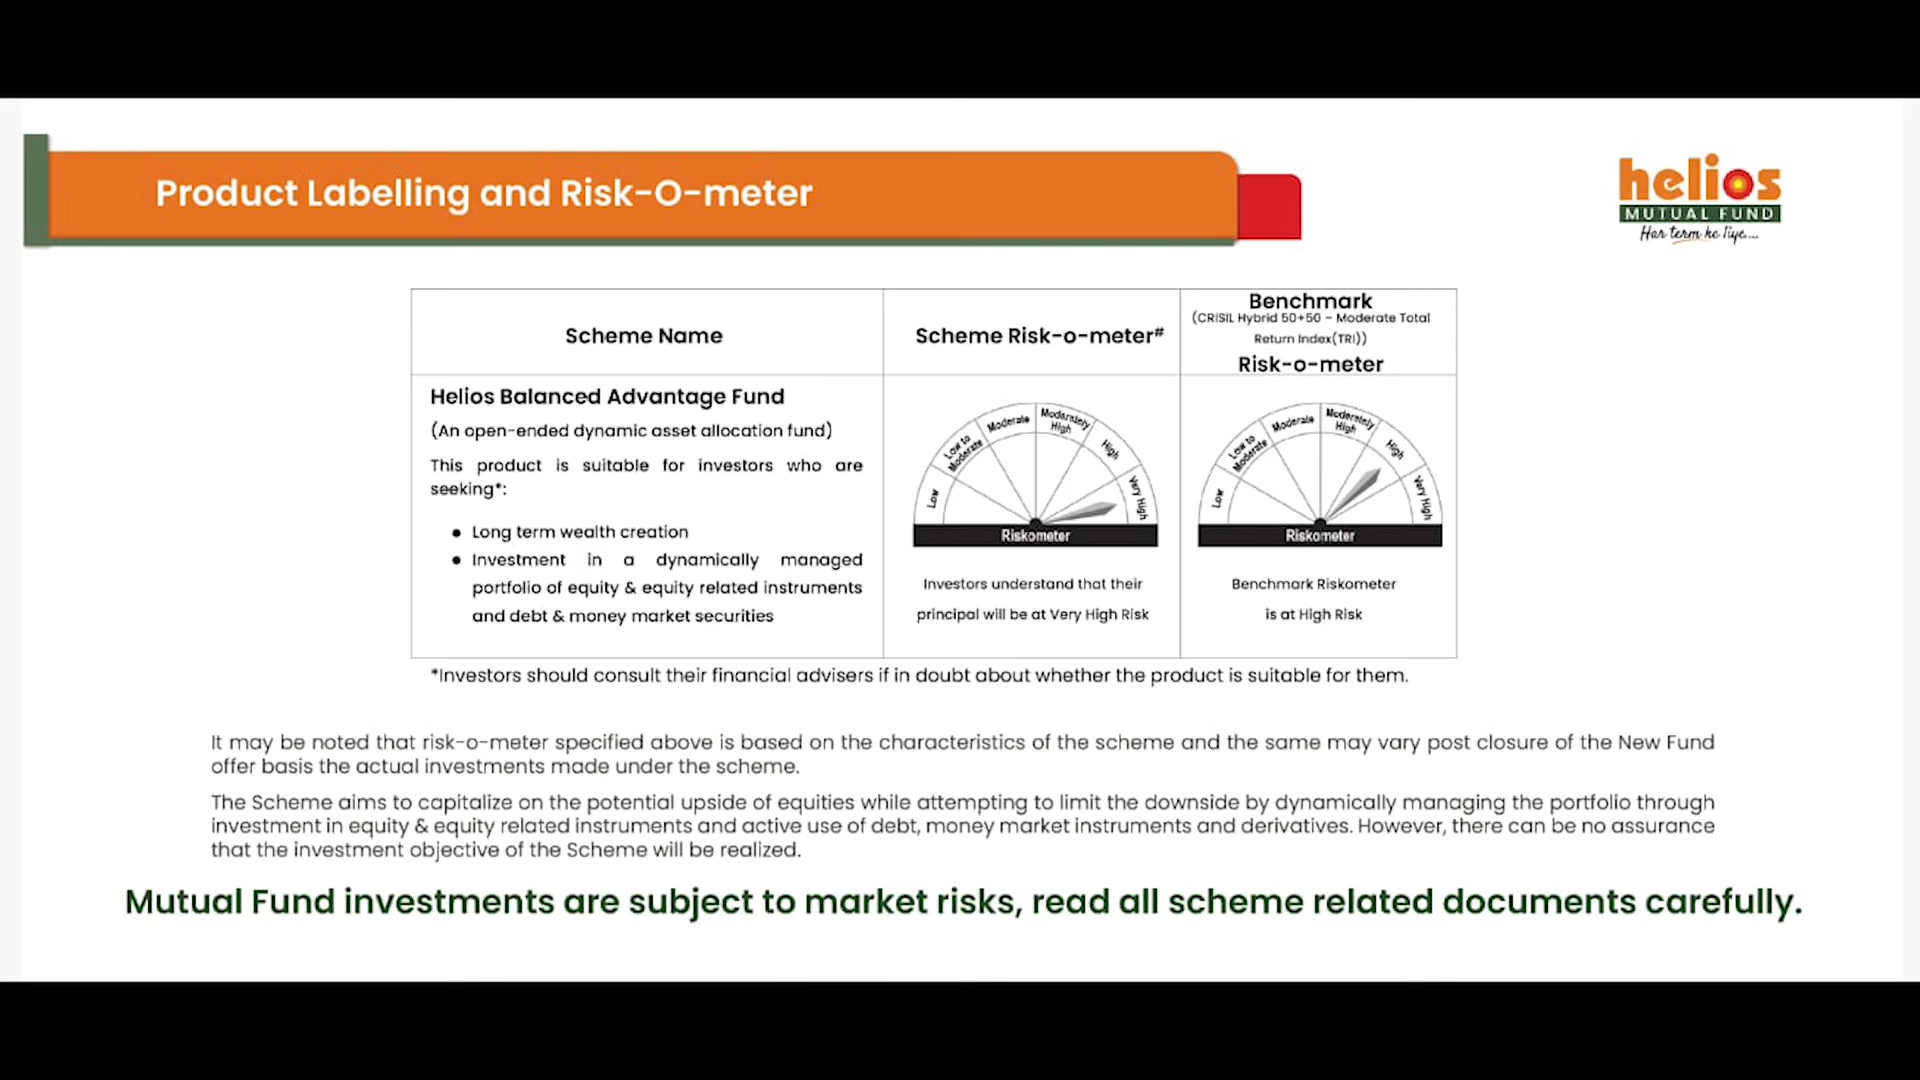 Product Labelling and Risk-O-meter
helios
MUTUAL FUND
Har term ke liye....
Scheme Name
Scheme Risk-o-meter#
Benchmark
(CRISIL Hybrid 50+50 – Moderate Total
Return Index(TRI))
Risk-o-meter
Helios Balanced Advantage Fund
(An open-ended dynamic asset allocation fund)
This product is suitable for investors who are
seeking*:
● Long term wealth creation
● Investment in a dynamically managed
portfolio of equity & equity related instruments
and debt & money market securities
Low
Low to
Moderate
Moderate
Moderately
High
High
Very High
Riskometer
Investors understand that their
principal will be at Very High Risk
Low
Low to
Moderate
Moderate
Moderately
High
High
Very High
Riskometer
Benchmark Riskometer
is at High Risk
*Investors should consult their financial advisers if in doubt about whether the product is suitable for them.
It may be noted that risk-o-meter specified above is based on the characteristics of the scheme and the same may vary post closure of the New Fund
offer basis the actual investments made under the scheme.
The Scheme aims to capitalize on the potential upside of equities while attempting to limit the downside by dynamically managing the portfolio through
investment in equity & equity related instruments and active use of debt, money market instruments and derivatives. However, there can be no assurance
that the investment objective of the Scheme will be realized.
Mutual Fund investments are subject to market risks, read all scheme related documents carefully.